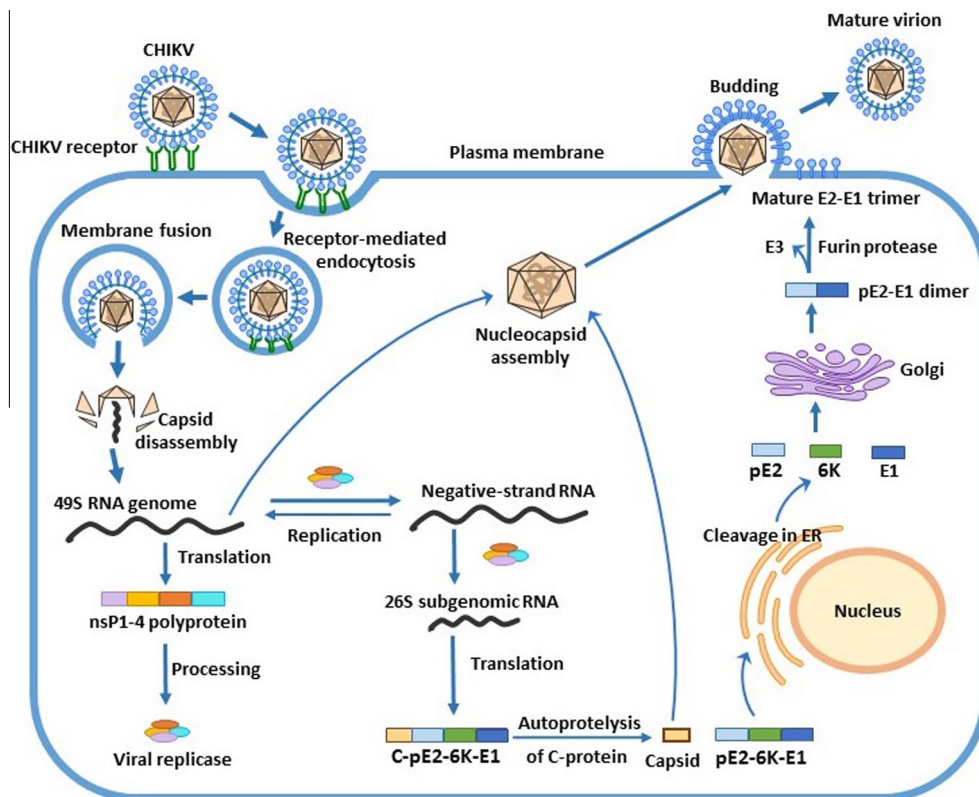 CHIKV
CHIKV receptor
Plasma membrane
Budding
Mature virion
Membrane fusion
Receptor-mediated
endocytosis
Mature E2-E1 trimer
E3
Furin protease
pE2-E1 dimer
Nucleocapsid
assembly
Golgi
Capsid
disassembly
pE2
6K
E1
49S RNA genome
Replication
Negative-strand RNA
Cleavage in ER
Translation
nsP1-4 polyprotein
26S subgenomic RNA
Nucleus
Processing
Translation
Viral replicase
C-pE2-6K-E1
Autoprotelysis
of C-protein
Capsid
pE2-6K-E1